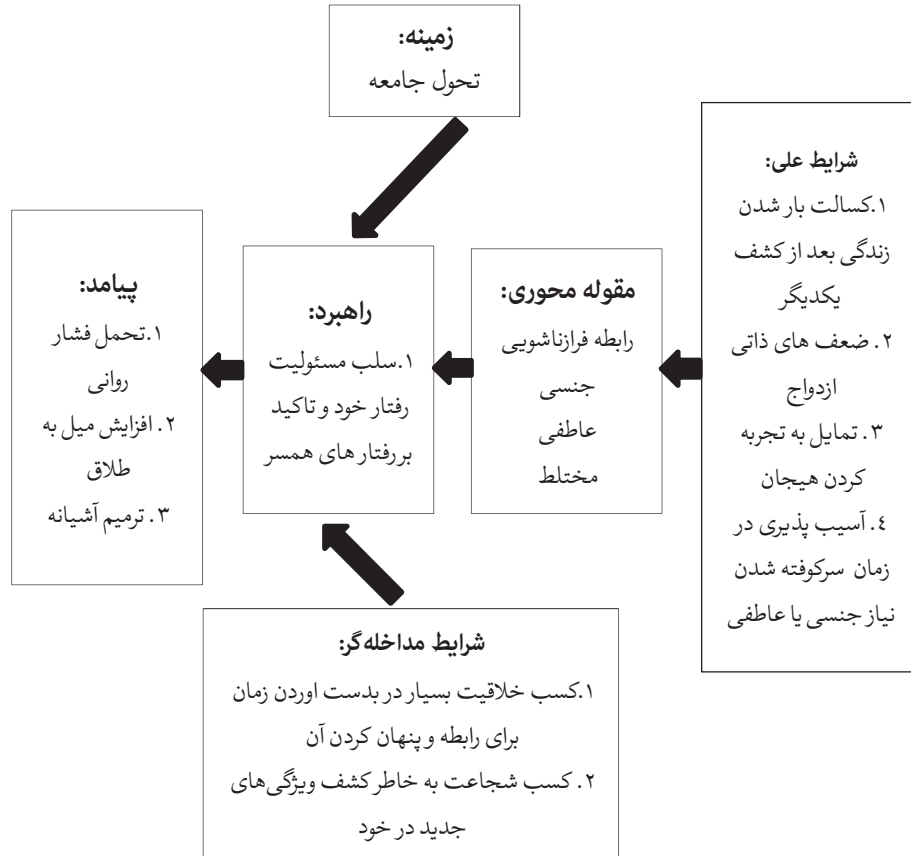 زمینه:
تحول جامعه
شرایط علی:
۱.کسالت بار شدن
زندگی بعد از کشف
یکدیگر
۲. ضعف های ذاتی
ازدواج
۳. تمایل به تجربه
کردن هیجان
٤. آسیب پذیری در
زمان سرکوفته شدن
نیاز جنسی یا عاطفی
مقوله محوری:
رابطه فرازناشویی
جنسی
عاطفی
مختلط
راهبرد:
۱.سلب مسئولیت
رفتار خود و تاکید
بررفتار های همسر
پیامد:
۱.تحمل فشار
روانی
۲. افزایش میل به
طلاق
۳. ترمیم آشیانه
شرایط مداخله‌گر:
۱.کسب خلاقیت بسیار در بدست اوردن زمان
برای رابطه و پنهان کردن آن
۲. کسب شجاعت به خاطر کشف ویژگی‌های
جدید در خود